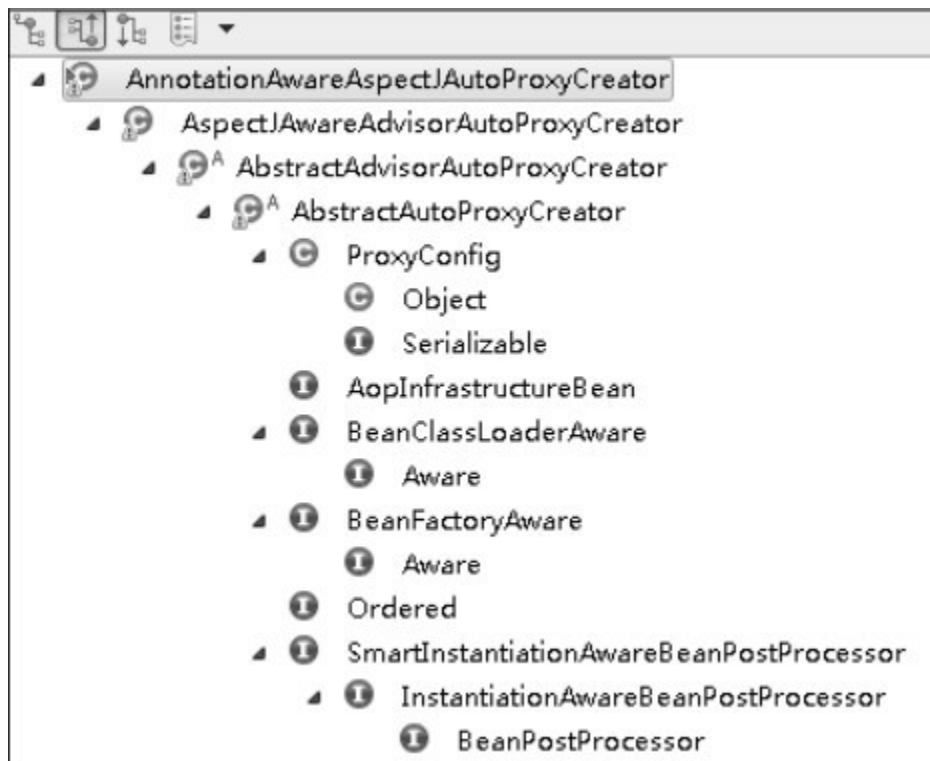 AnnotationAwareAspectJAutoProxyCreator
AspectJAwareAdvisorAutoProxyCreator
A AbstractAdvisorAutoProxyCreator
A AbstractAutoProxyCreator
C ProxyConfig
C Object
I Serializable
I AopInfrastructureBean
I BeanClassLoaderAware
I Aware
I BeanFactoryAware
I Aware
I Ordered
I SmartInstantiationAwareBeanPostProcessor
I InstantiationAwareBeanPostProcessor
I BeanPostProcessor